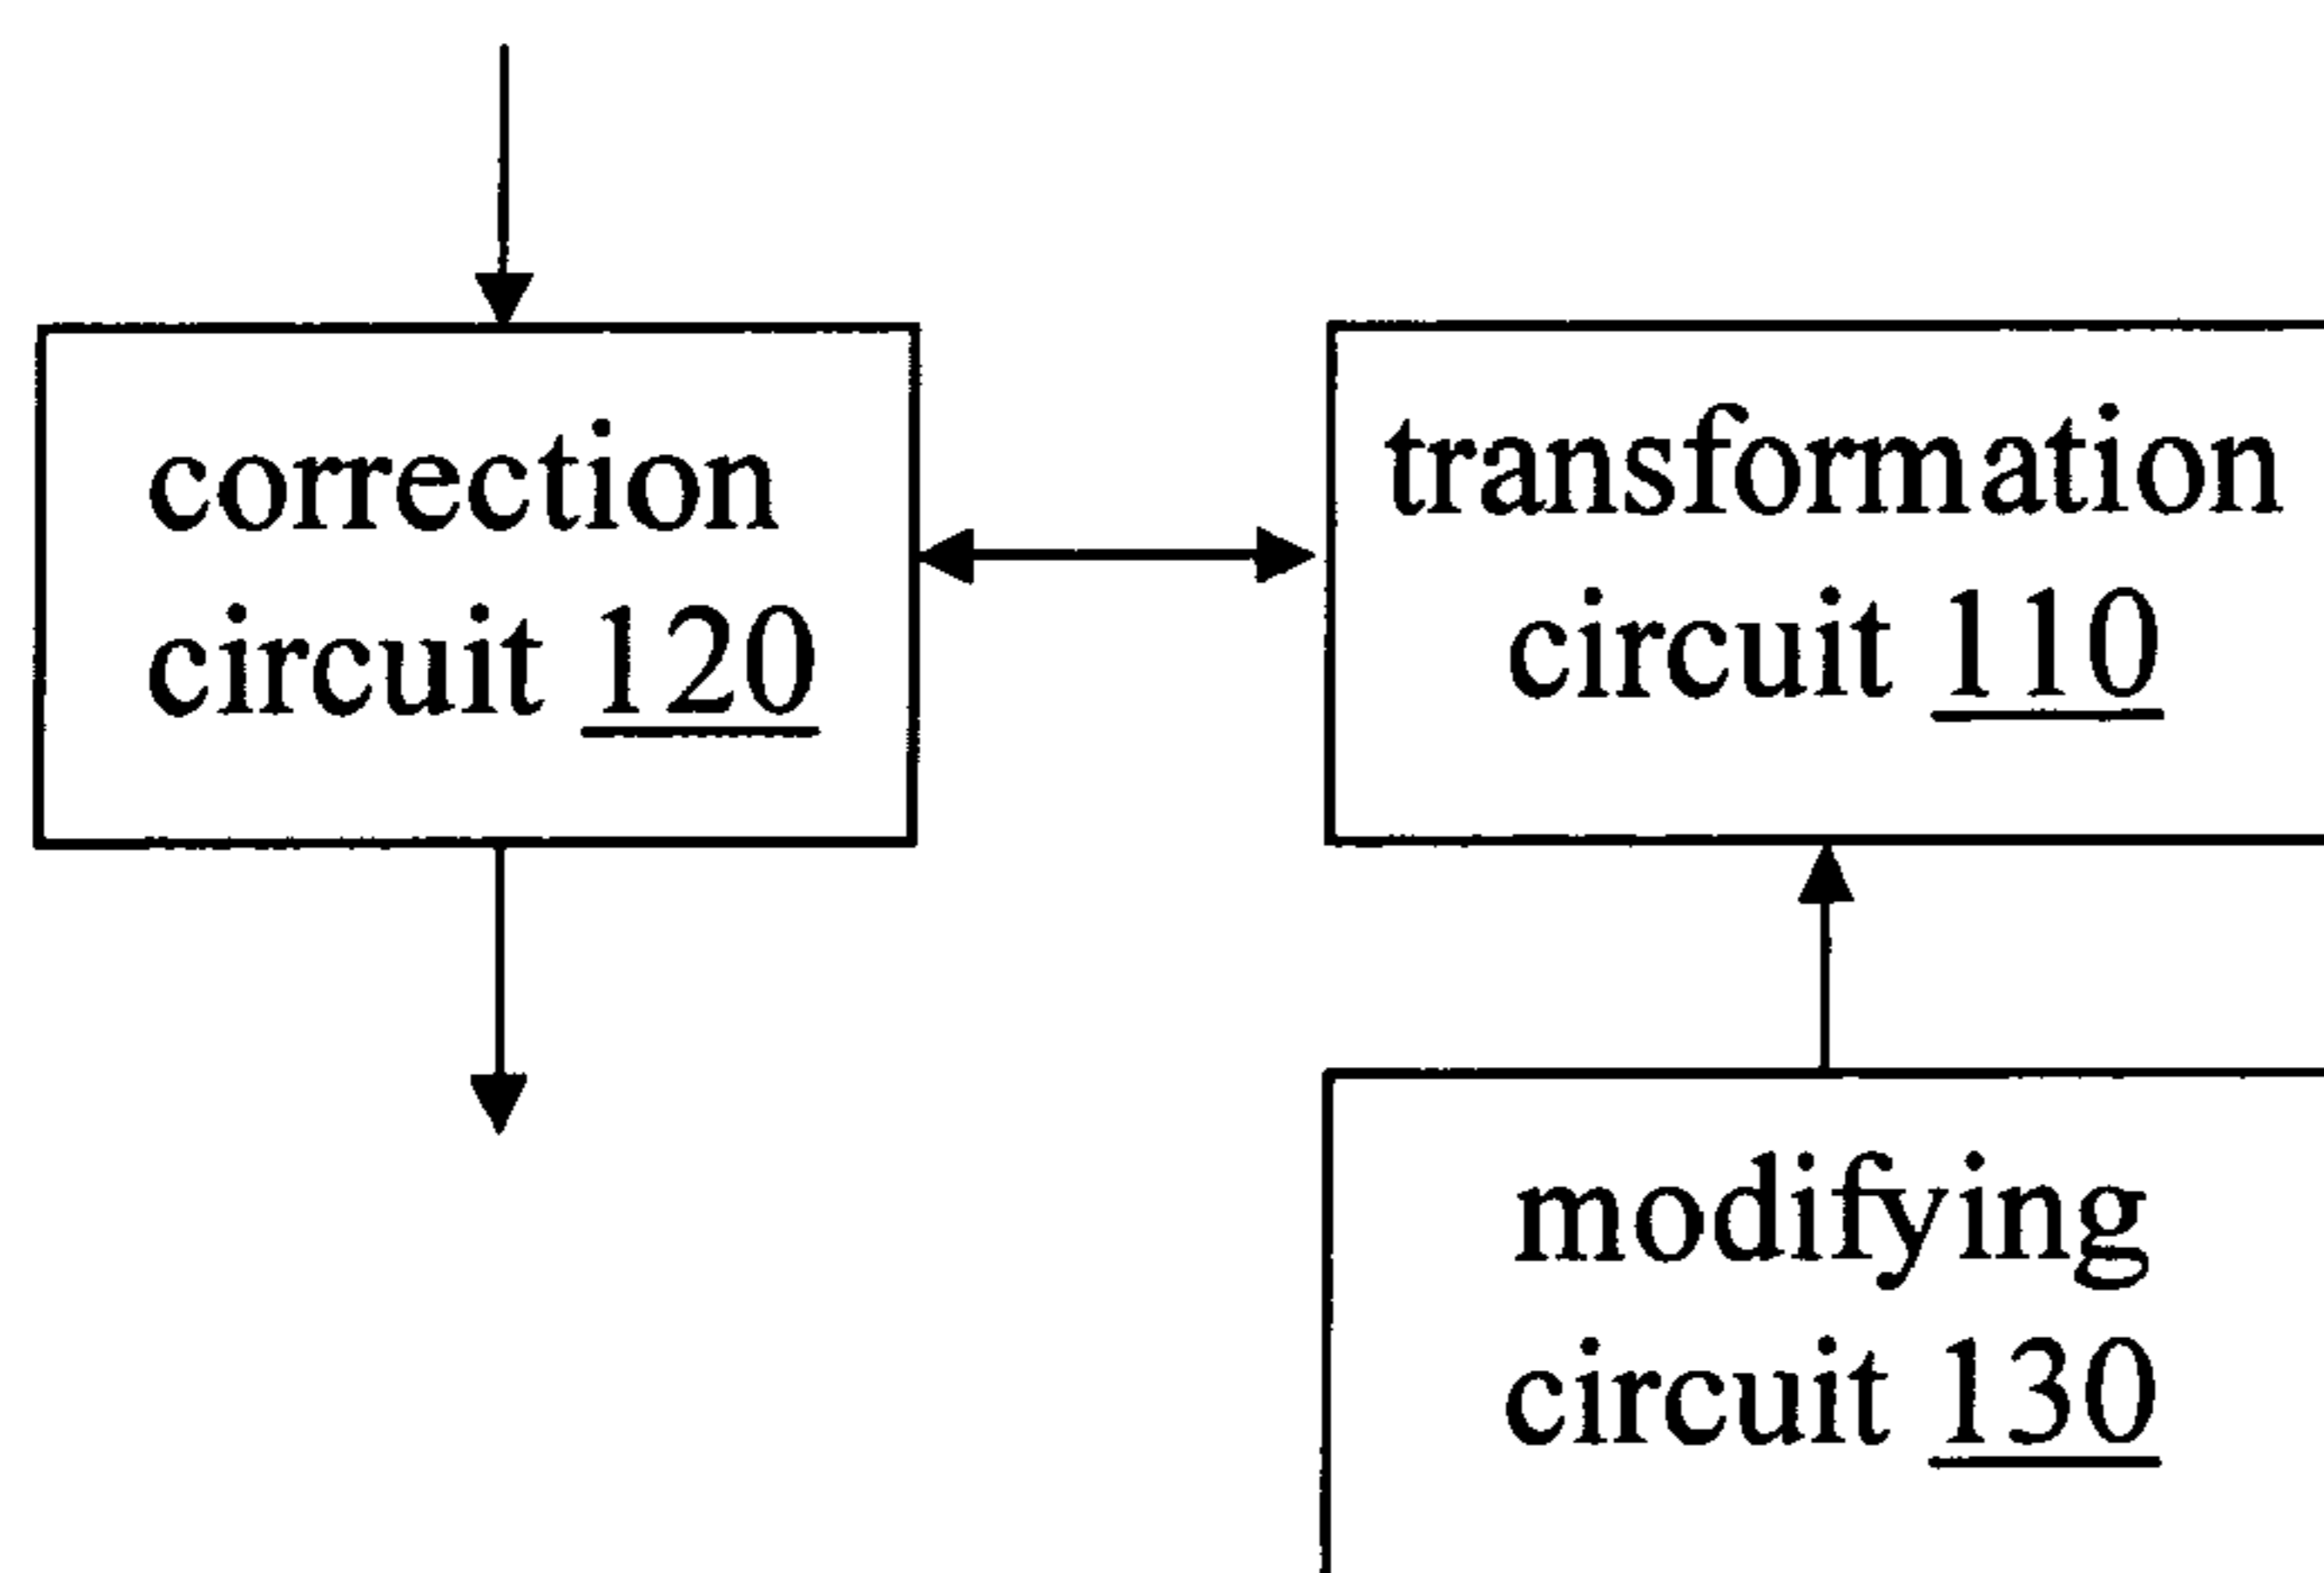 correction
circuit 120
transformation
circuit 110
modifying
circuit 130